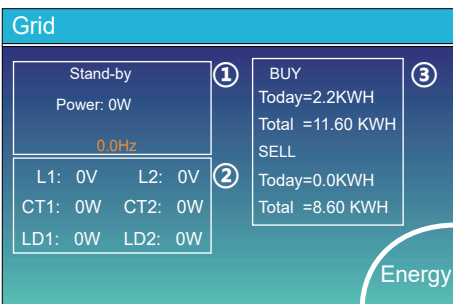 Grid
Stand-by
Power: 0W
0.0Hz
①
L1: 0V L2: 0V
CT1: 0W CT2: 0W
LD1: 0W LD2: 0W
②
BUY
Today=2.2KWH
Total =11.60 KWH
SELL
Today=0.0KWH
Total =8.60 KWH
③
Energy